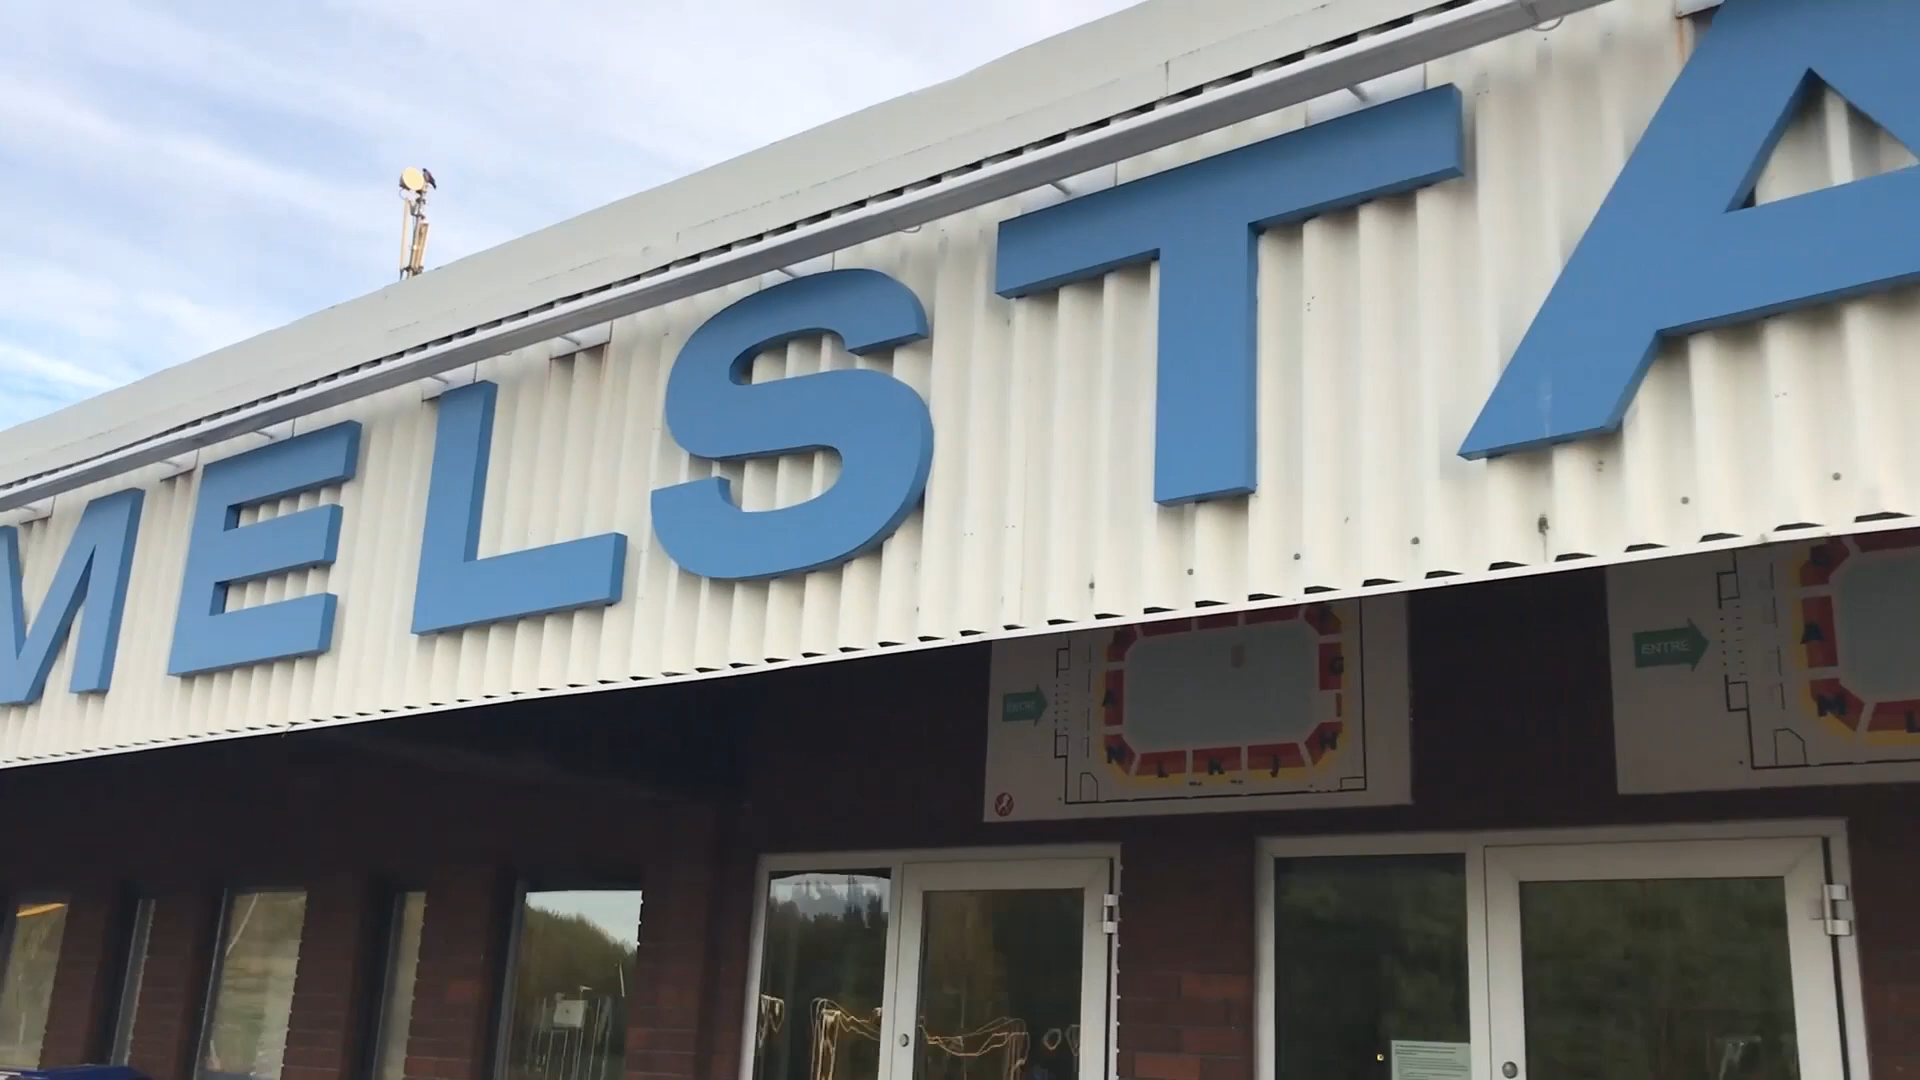 MELSTA
ENTRE
G
A
N L K J H
ENTRE
A
M L